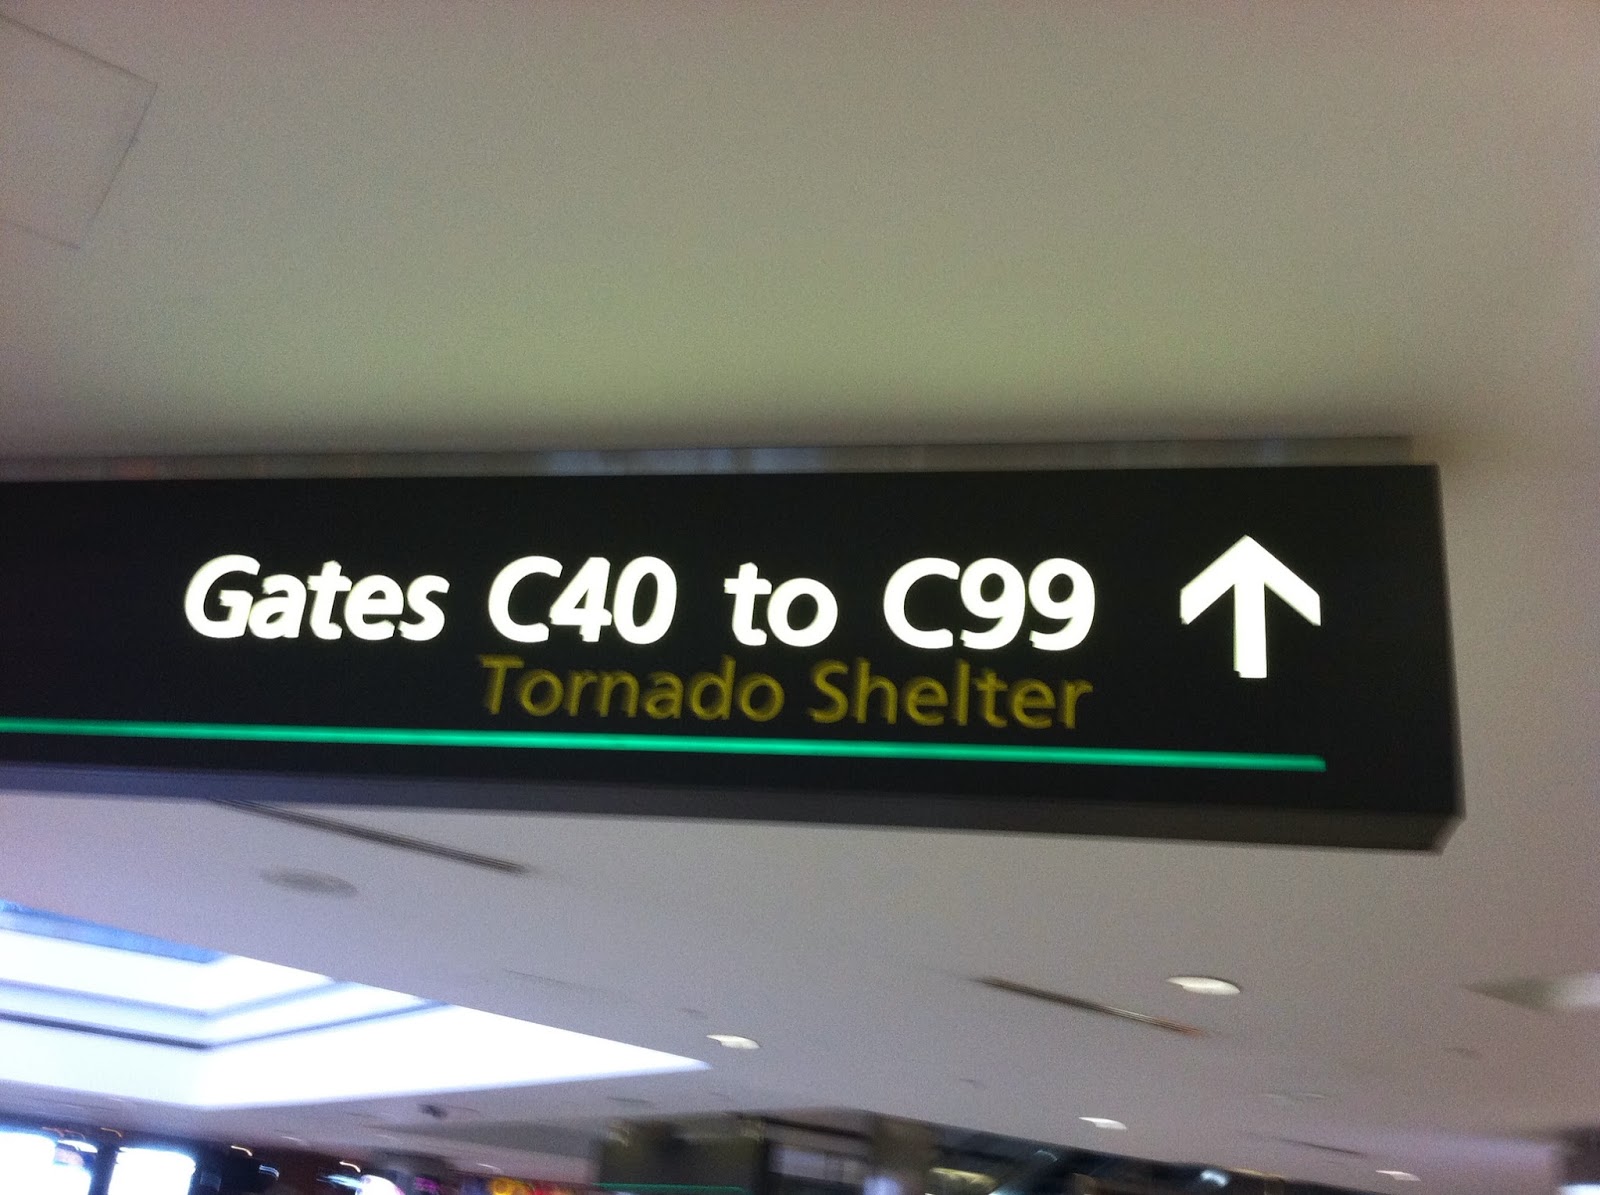 Gates C40 to C99 ↑
Tornado Shelter